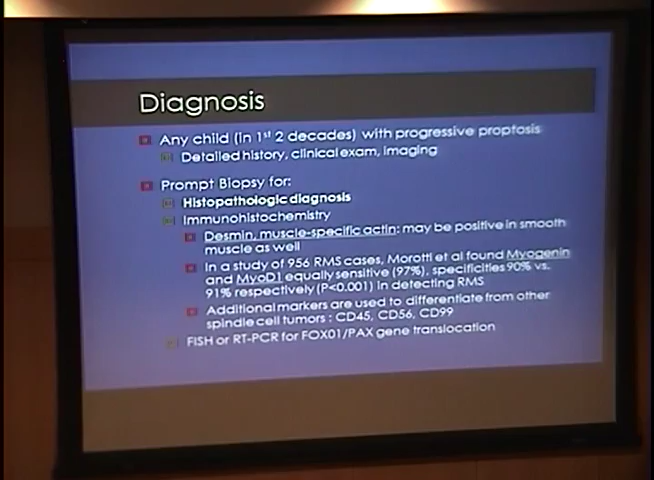 Diagnosis
Any child (in 1st 2 decades) with progressive proptosis
Detailed history, clinical exam, imaging
Prompt Biopsy for:
Histopathologic diagnosis
Immunohistochemistry
Desmin, muscle-specific actin: may be positive in smooth
muscle as well
In a study of 956 RMS cases, Morotti et al found Myogenin
and MyoD1 equally sensitive (97%), specificities 90% vs.
91% respectively (P<0.001) in detecting RMS
Additional markers are used to differentiate from other
spindle cell tumors : CD45, CD56, CD99
FISH or RT-PCR for FOX01/PAX gene translocation